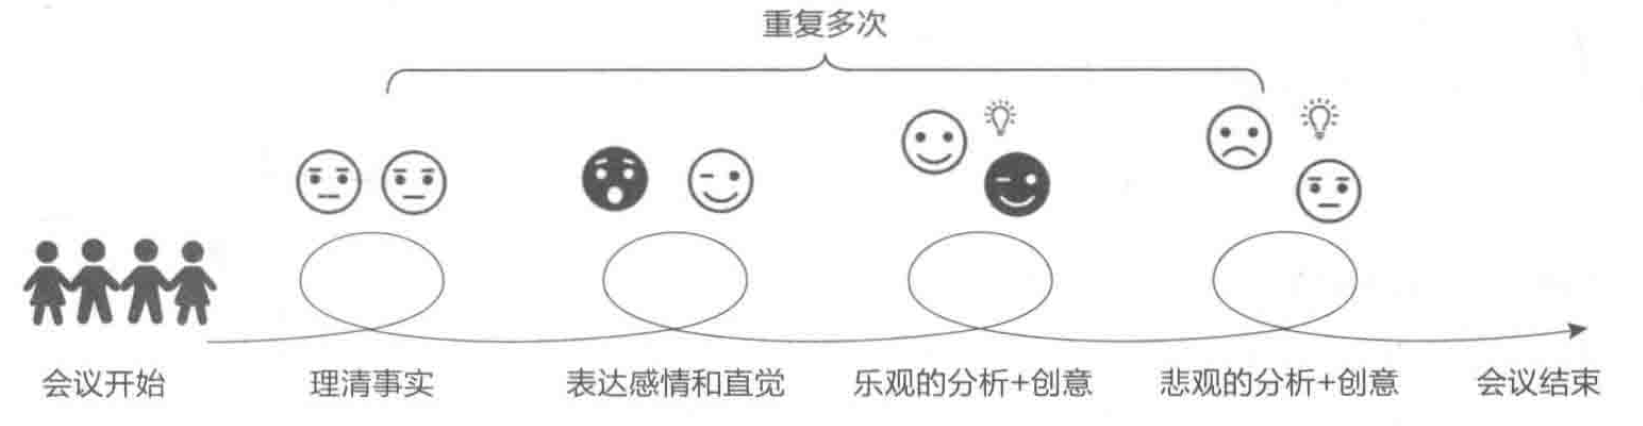 重复多次
会议开始
理清事实
表达感情和直觉
乐观的分析+创意
悲观的分析+创意
会议结束